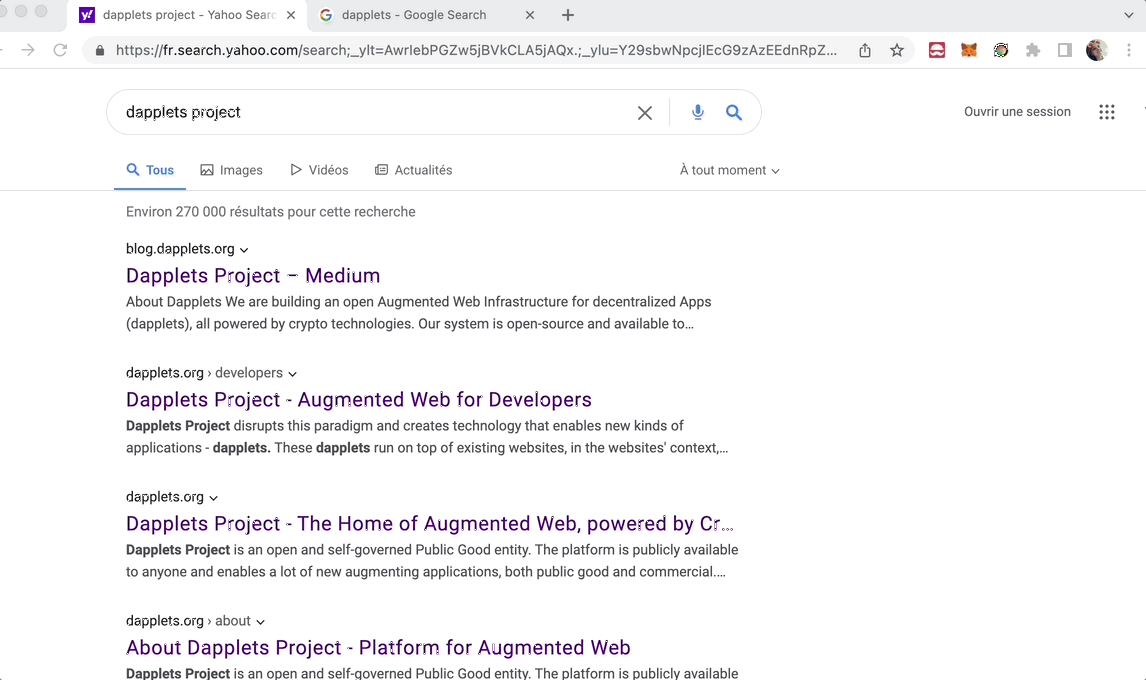 dapplets project - Yahoo Searc
dapplets - Google Search
https://fr.search.yahoo.com/search;_ylt=AwrIebPGZw5jBVkCLA5jAQx.;_ylu=Y29sbwNpcjIEcG9zAzEEdnRpZ...
dapplets project
Ouvrir une session
Tous
Images
Vidéos
Actualités
À tout moment
Environ 270 000 résultats pour cette recherche
blog.dapplets.org
Dapplets Project – Medium
About Dapplets We are building an open Augmented Web Infrastructure for decentralized Apps
(dapplets), all powered by crypto technologies. Our system is open-source and available to...
dapplets.org › developers
Dapplets Project - Augmented Web for Developers
Dapplets Project disrupts this paradigm and creates technology that enables new kinds of
applications - dapplets. These dapplets run on top of existing websites, in the websites' context,...
dapplets.org
Dapplets Project - The Home of Augmented Web, powered by Cr...
Dapplets Project is an open and self-governed Public Good entity. The platform is publicly available
to anyone and enables a lot of new augmenting applications, both public good and commercial....
dapplets.org › about
About Dapplets Project - Platform for Augmented Web
Dapplets Project is an open and self-governed Public Good entity. The platform is publicly available